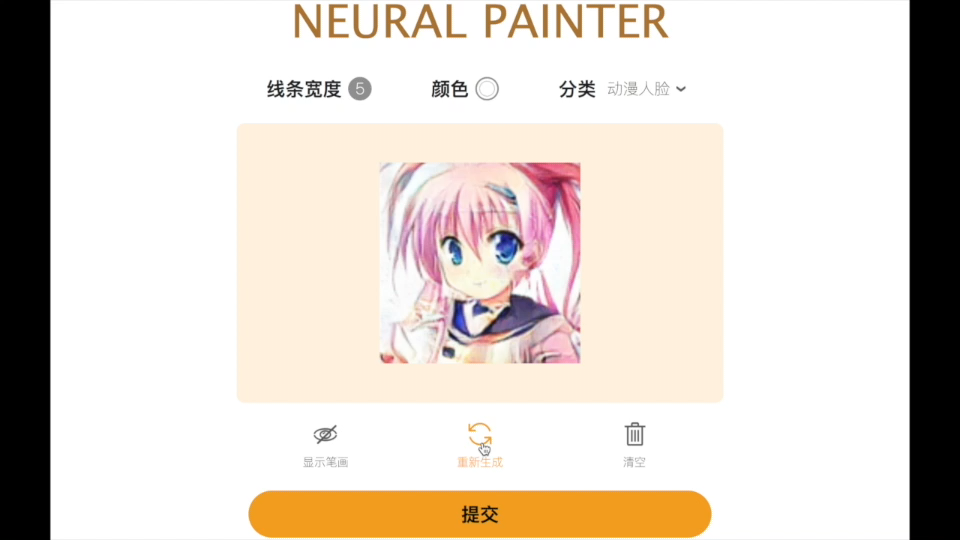 NEURAL PAINTER
线条宽度 5 颜色 分类 动漫人脸
显示笔画 重新生成 清空
提交